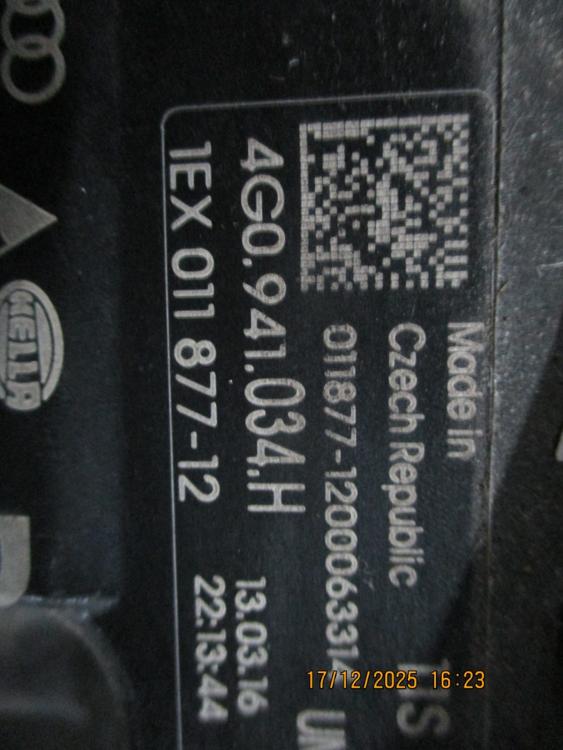 Made in
Czech Republic
011877-1200063314
4G0.941.034.H
13.03.16
1EX 011 877-12
22:13:44
HELLA
17/12/2025 16:23